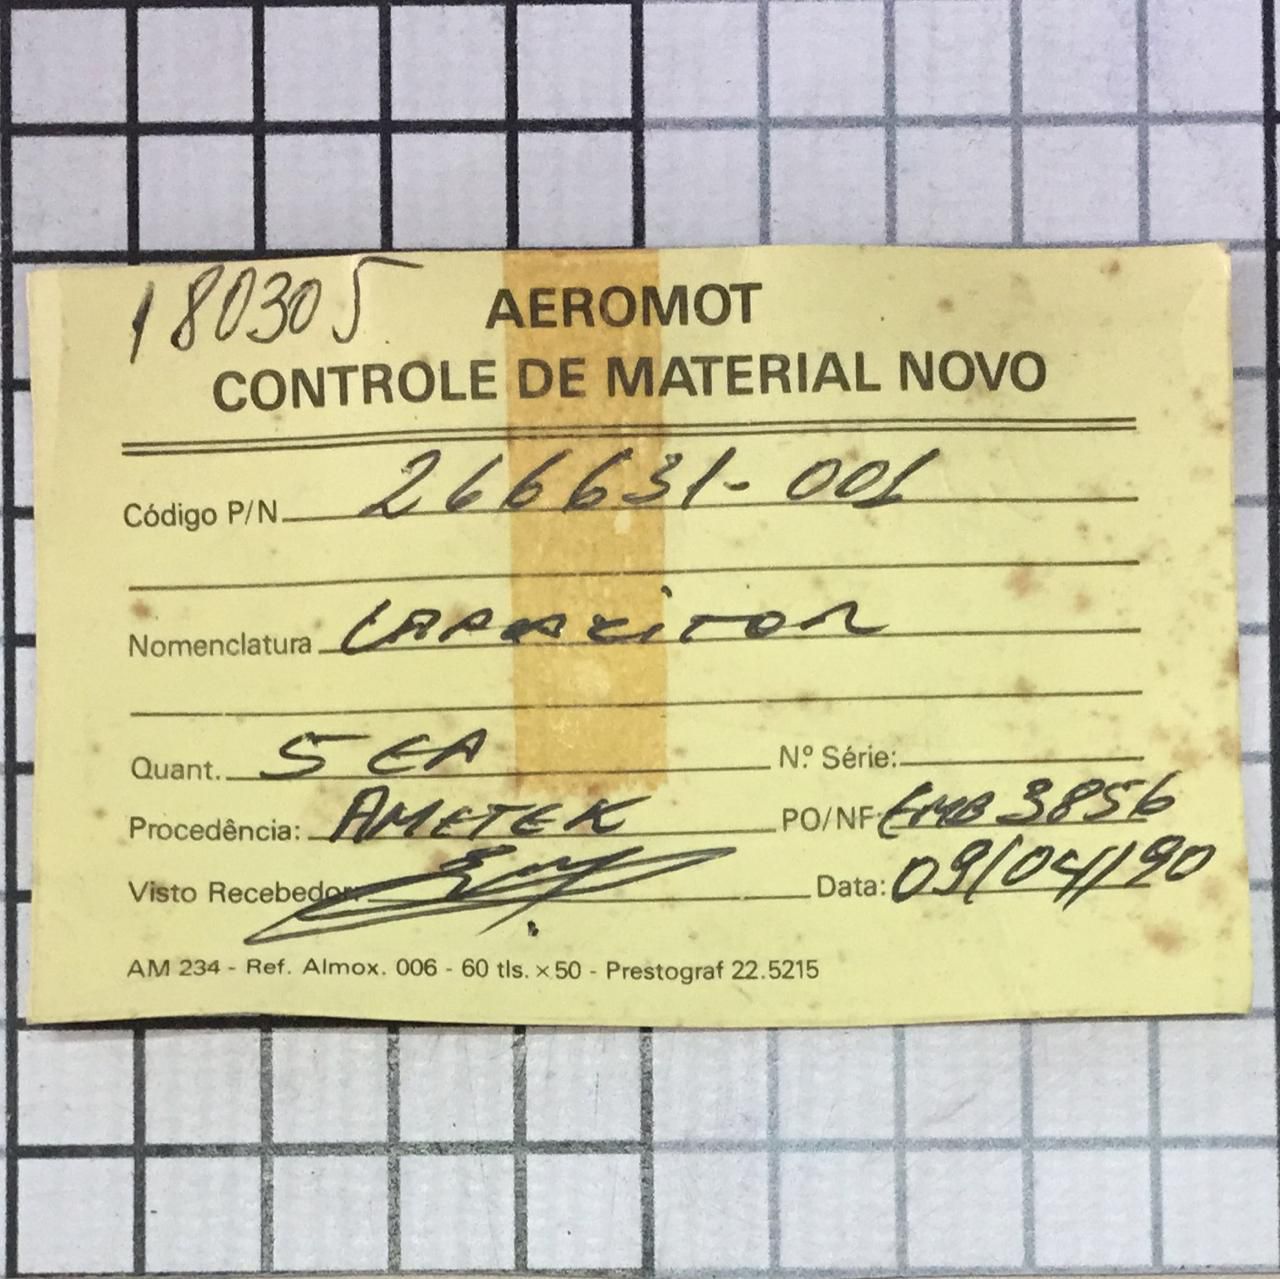 180305
AEROMOT
CONTROLE DE MATERIAL NOVO
Código P/N 266631-001
Nomenclatura CAPACITOR
Quant. 5 EA Nº Série:
Procedência: AMETEK PO/NF EMB 3856
Visto Recebedor: Data: 09/04/90
AM 234 - Ref. Almox. 006 - 60 tls. x 50 - Prestograf 22.5215